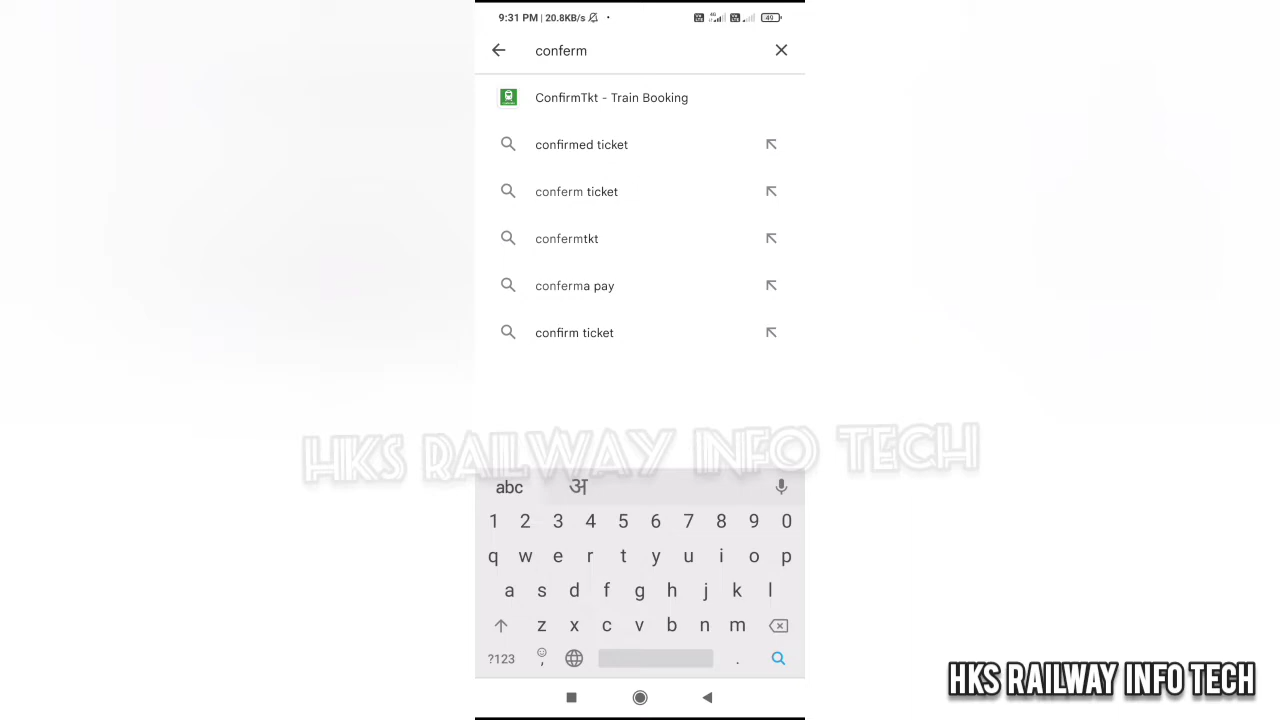 9:31 PM | 20.8KB/s
49
conferm
ConfirmTkt - Train Booking
confirmed ticket
conferm ticket
confermtkt
conferma pay
confirm ticket
HKS RAILWAY INFO TECH
abc अ
1 2 3 4 5 6 7 8 9 0
q w e r t y u i o p
a s d f g h j k l
z x c v b n m
?123 , .
HKS RAILWAY INFO TECH